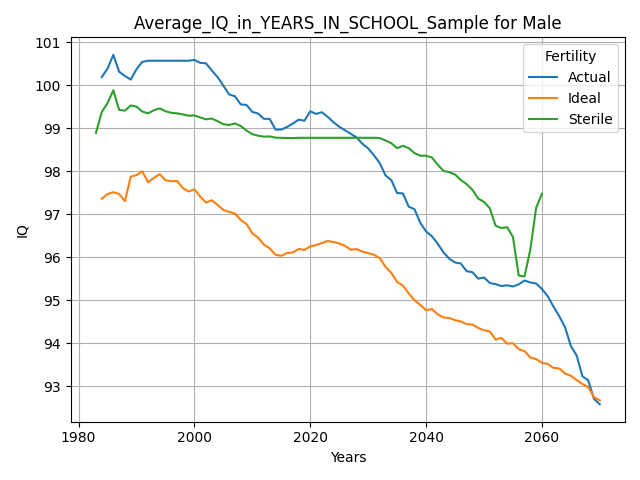 Average_IQ_in_YEARS_IN_SCHOOL_Sample for Male
101
100
99
98
97
96
95
94
93
IQ
Fertility
Actual
Ideal
Sterile
1980
2000
2020
2040
2060
Years